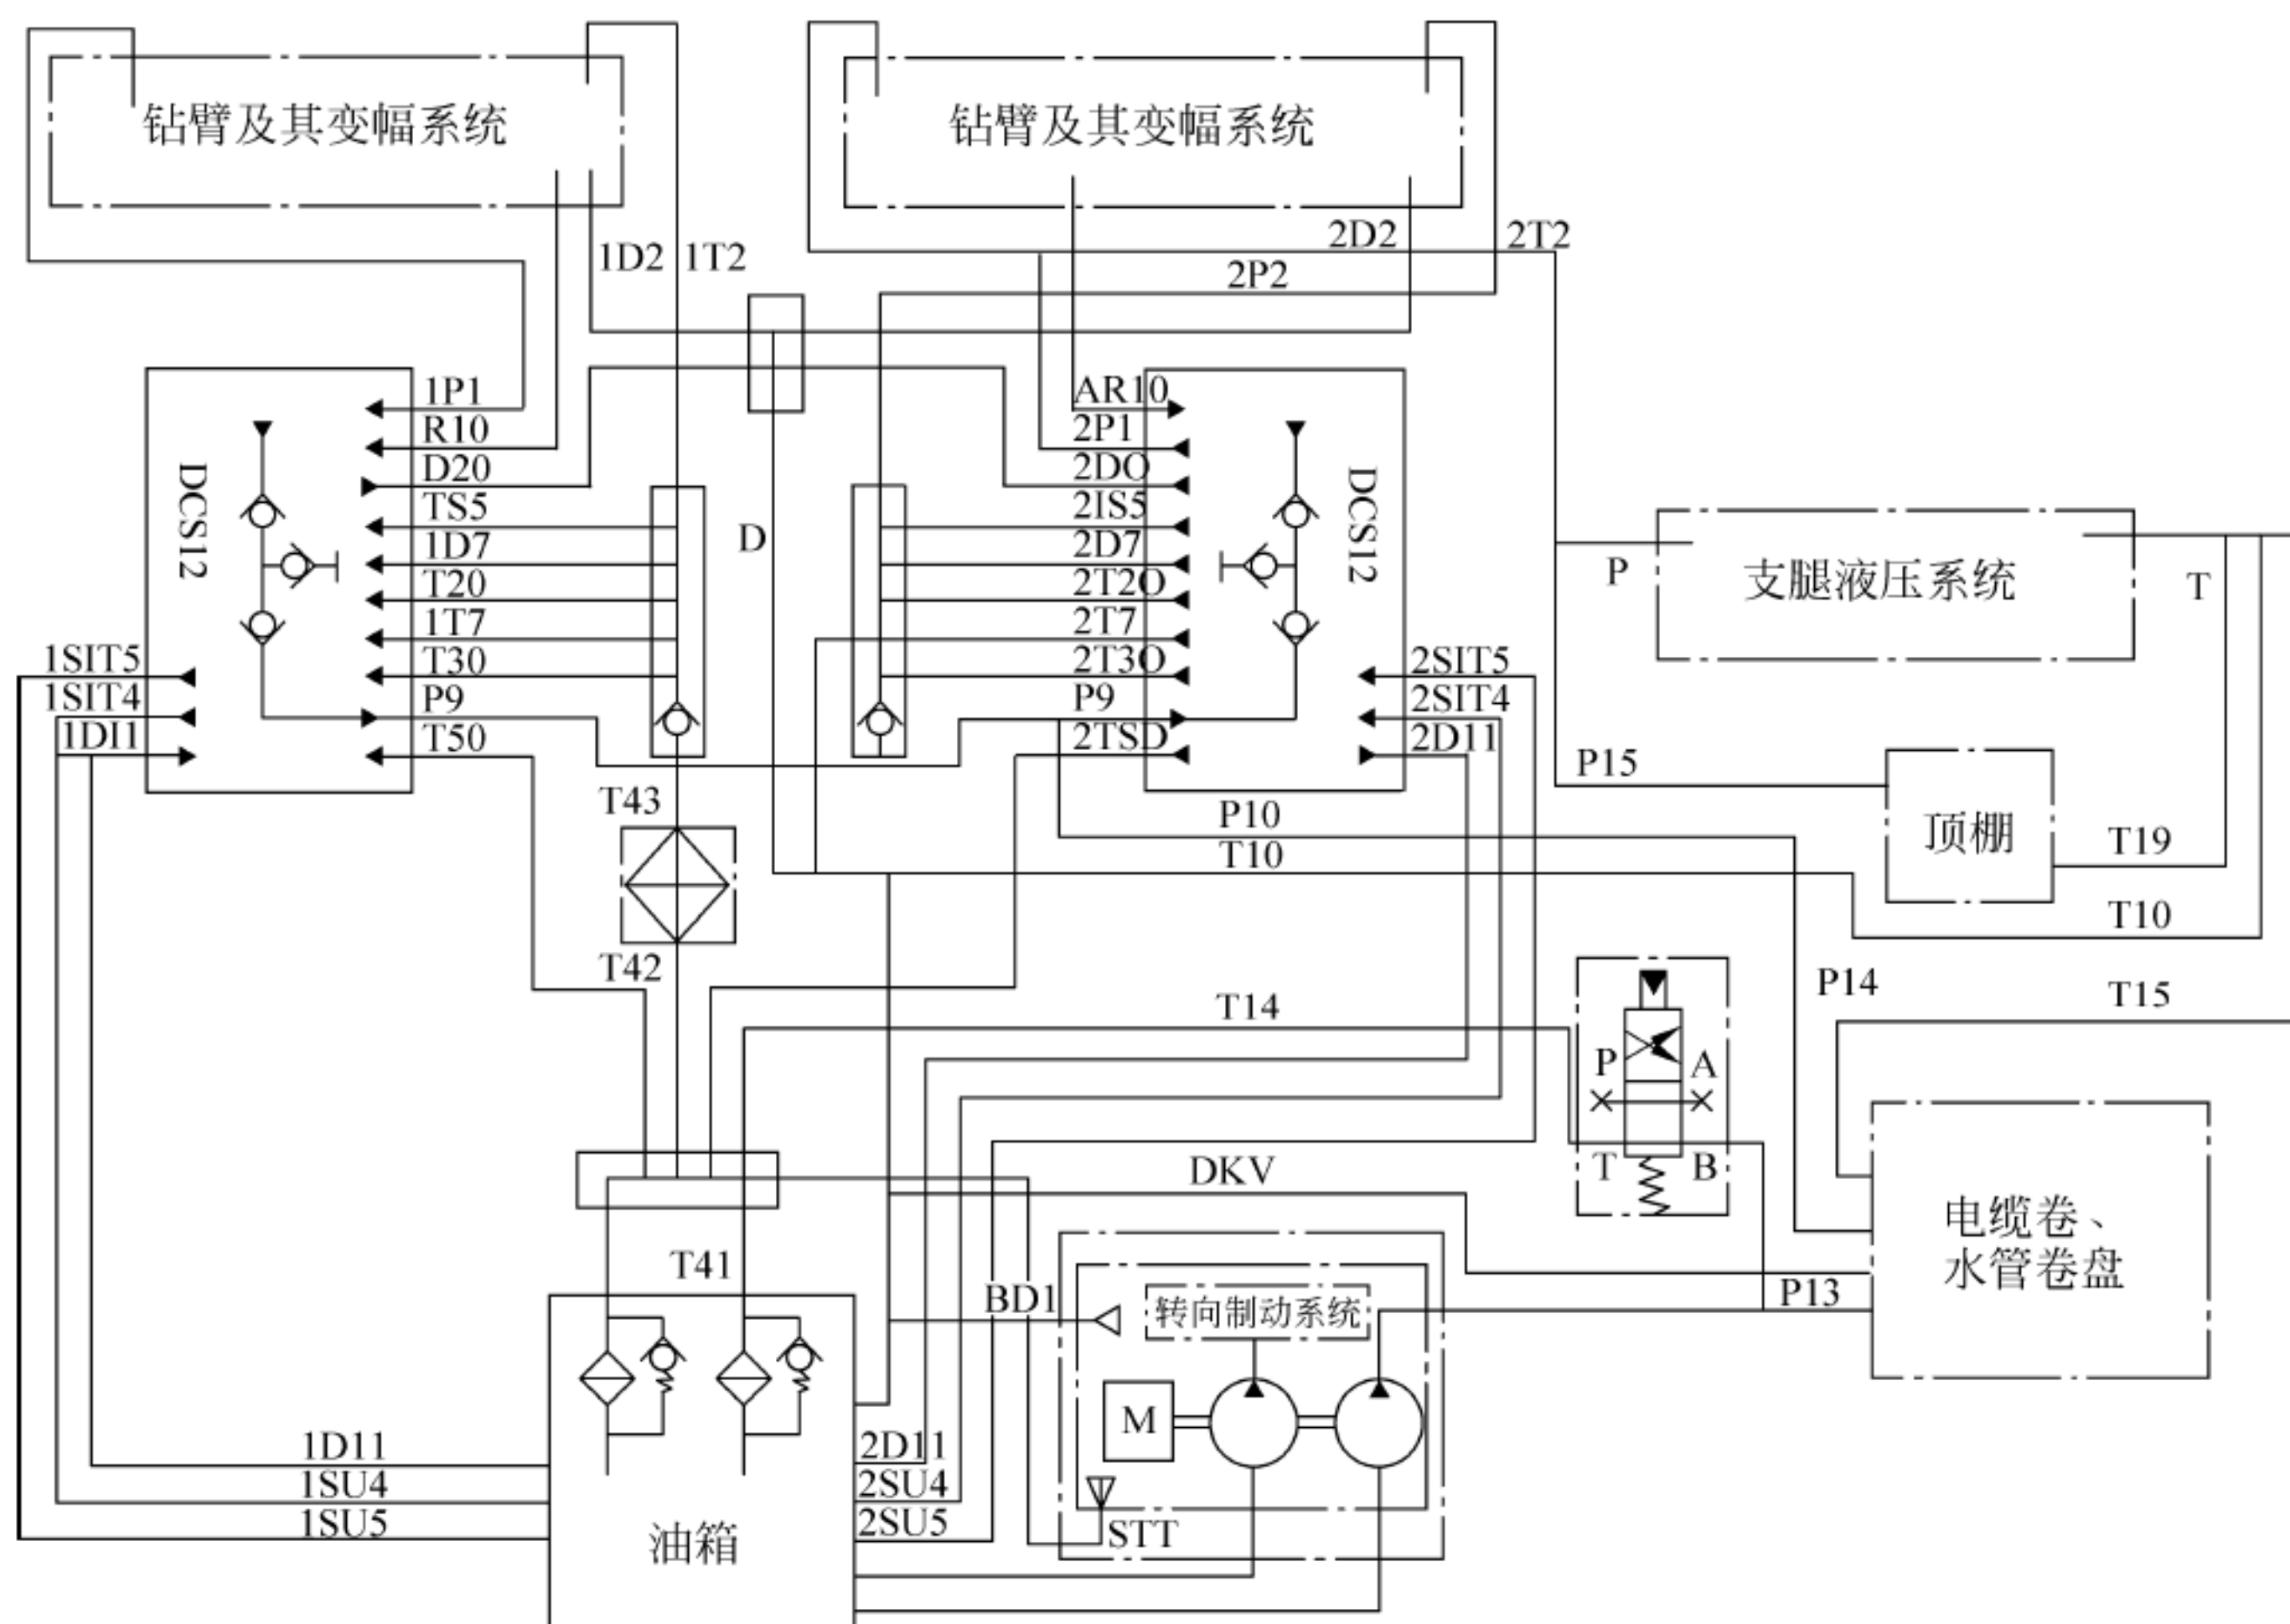 钻臂及其变幅系统
钻臂及其变幅系统
1D2
1T2
2D2
2T2
2P2
1P1
R10
D20
TS5
1D7
T20
1T7
T30
P9
T50
DCS12
1SIT5
1SIT4
1DI1
D
AR10
2P1
2DO
2IS5
2D7
2T2O
2T7
2T3O
P9
2TSD
DCS12
2SIT5
2SIT4
2D11
P
支腿液压系统
T
P15
顶棚
T19
T10
T43
P10
T10
T42
T14
P14
T15
P
A
T
B
DKV
电缆卷、
水管卷盘
P13
T41
BD1
转向制动系统
M
STT
1D11
1SU4
1SU5
2D11
2SU4
2SU5
油箱